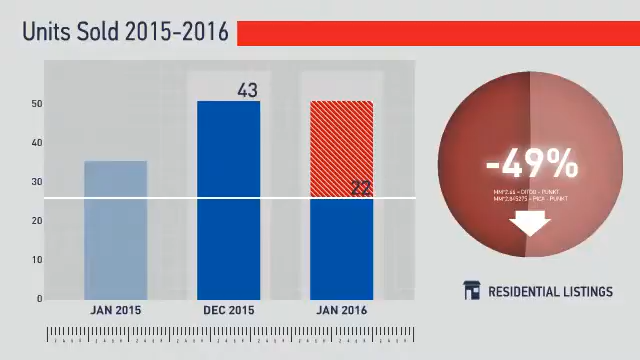 Units Sold 2015-2016
50
40
30
20
10
0
43
22
JAN 2015
DEC 2015
JAN 2016
-49%
RESIDENTIAL LISTINGS